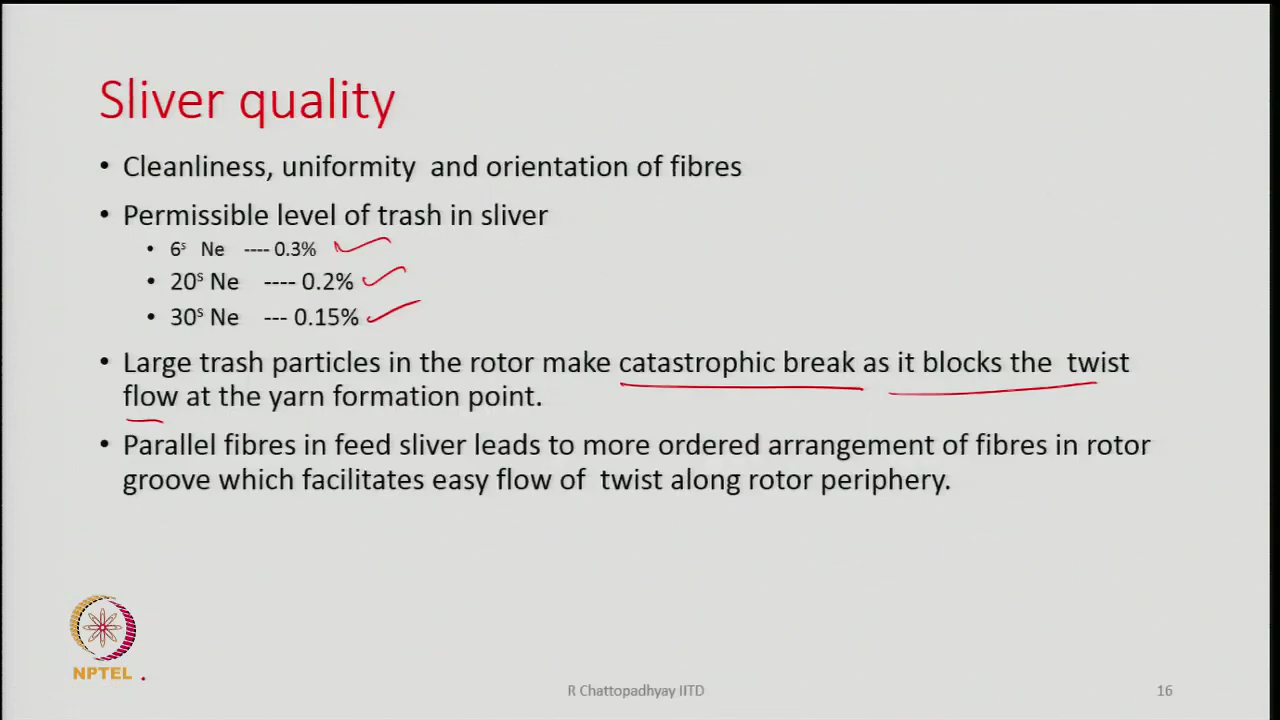 Sliver quality
• Cleanliness, uniformity and orientation of fibres
• Permissible level of trash in sliver
• 6s Ne ---- 0.3%
• 20s Ne ---- 0.2%
• 30s Ne --- 0.15%
• Large trash particles in the rotor make catastrophic break as it blocks the twist
flow at the yarn formation point.
• Parallel fibres in feed sliver leads to more ordered arrangement of fibres in rotor
groove which facilitates easy flow of twist along rotor periphery.
NPTEL
R Chattopadhyay IITD
16